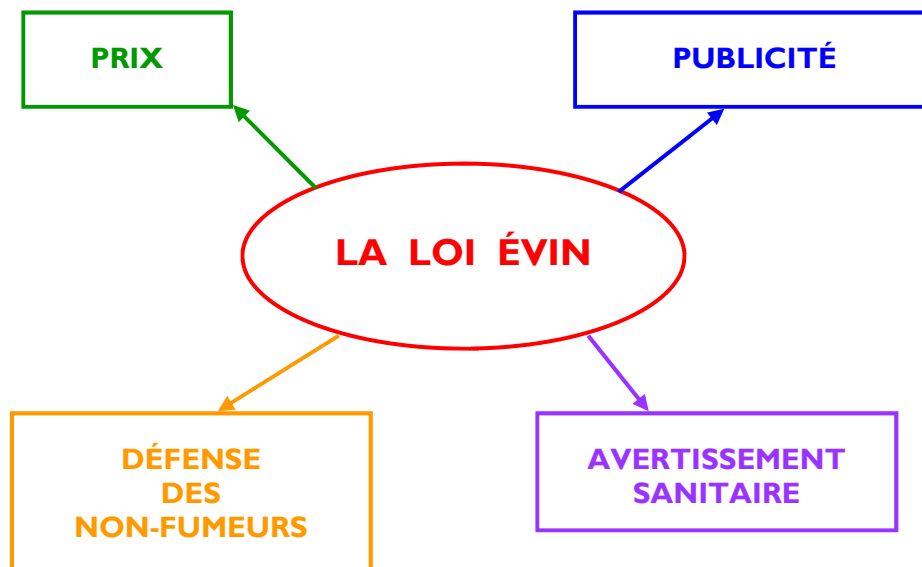 PRIX
PUBLICITÉ
LA LOI ÉVIN
DÉFENSE
DES
NON-FUMEURS
AVERTISSEMENT
SANITAIRE